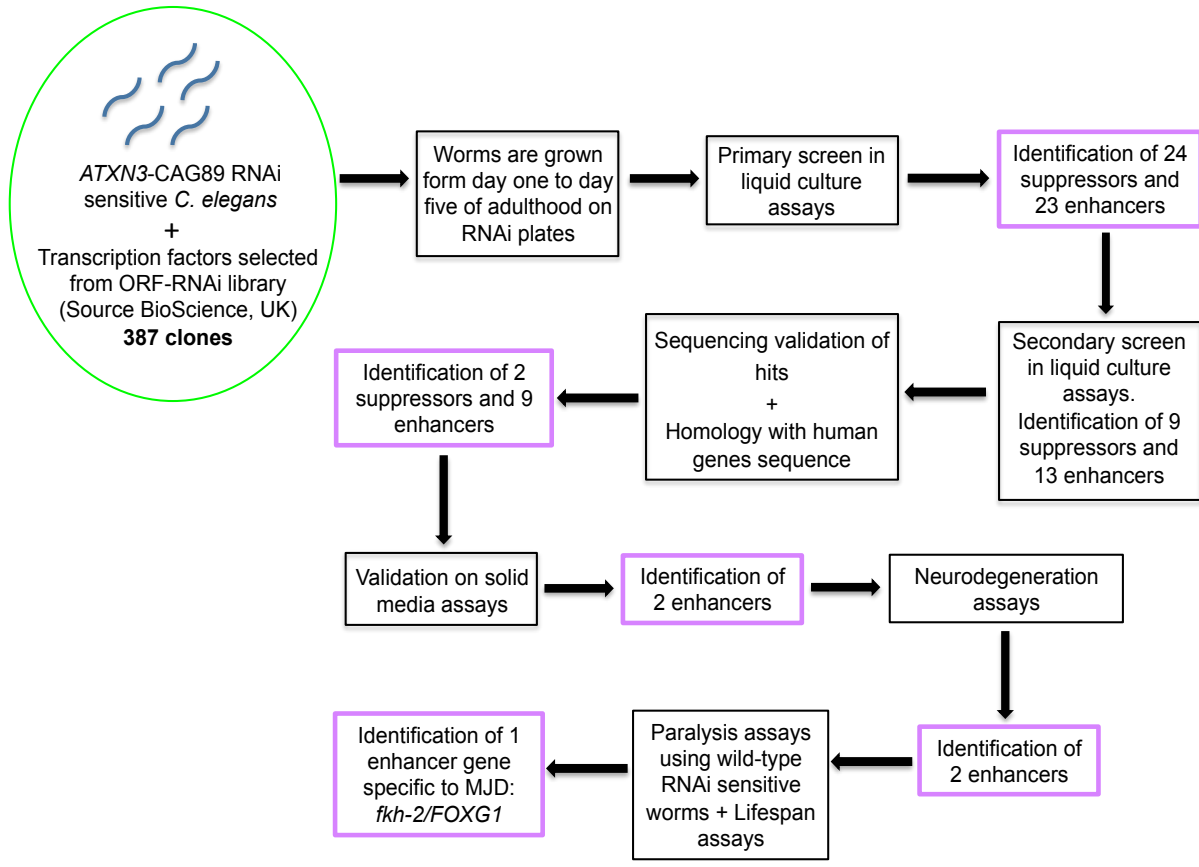 ATXN3-CAG89 RNAi
sensitive C. elegans
+
Transcription factors selected
from ORF-RNAi library
(Source BioScience, UK)
387 clones
Worms are grown
form day one to day
five of adulthood on
RNAi plates
Primary screen in
liquid culture
assays
Identification of 24
suppressors and
23 enhancers
Secondary screen
in liquid culture
assays.
Identification of 9
suppressors and
13 enhancers
Sequencing validation of
hits
+
Homology with human
genes sequence
Identification of 2
suppressors and 9
enhancers
Validation on solid
media assays
Identification of
2 enhancers
Neurodegeneration
assays
Identification of
2 enhancers
Paralysis assays
using wild-type
RNAi sensitive
worms + Lifespan
assays
Identification of 1
enhancer gene
specific to MJD:
fkh-2/FOXG1